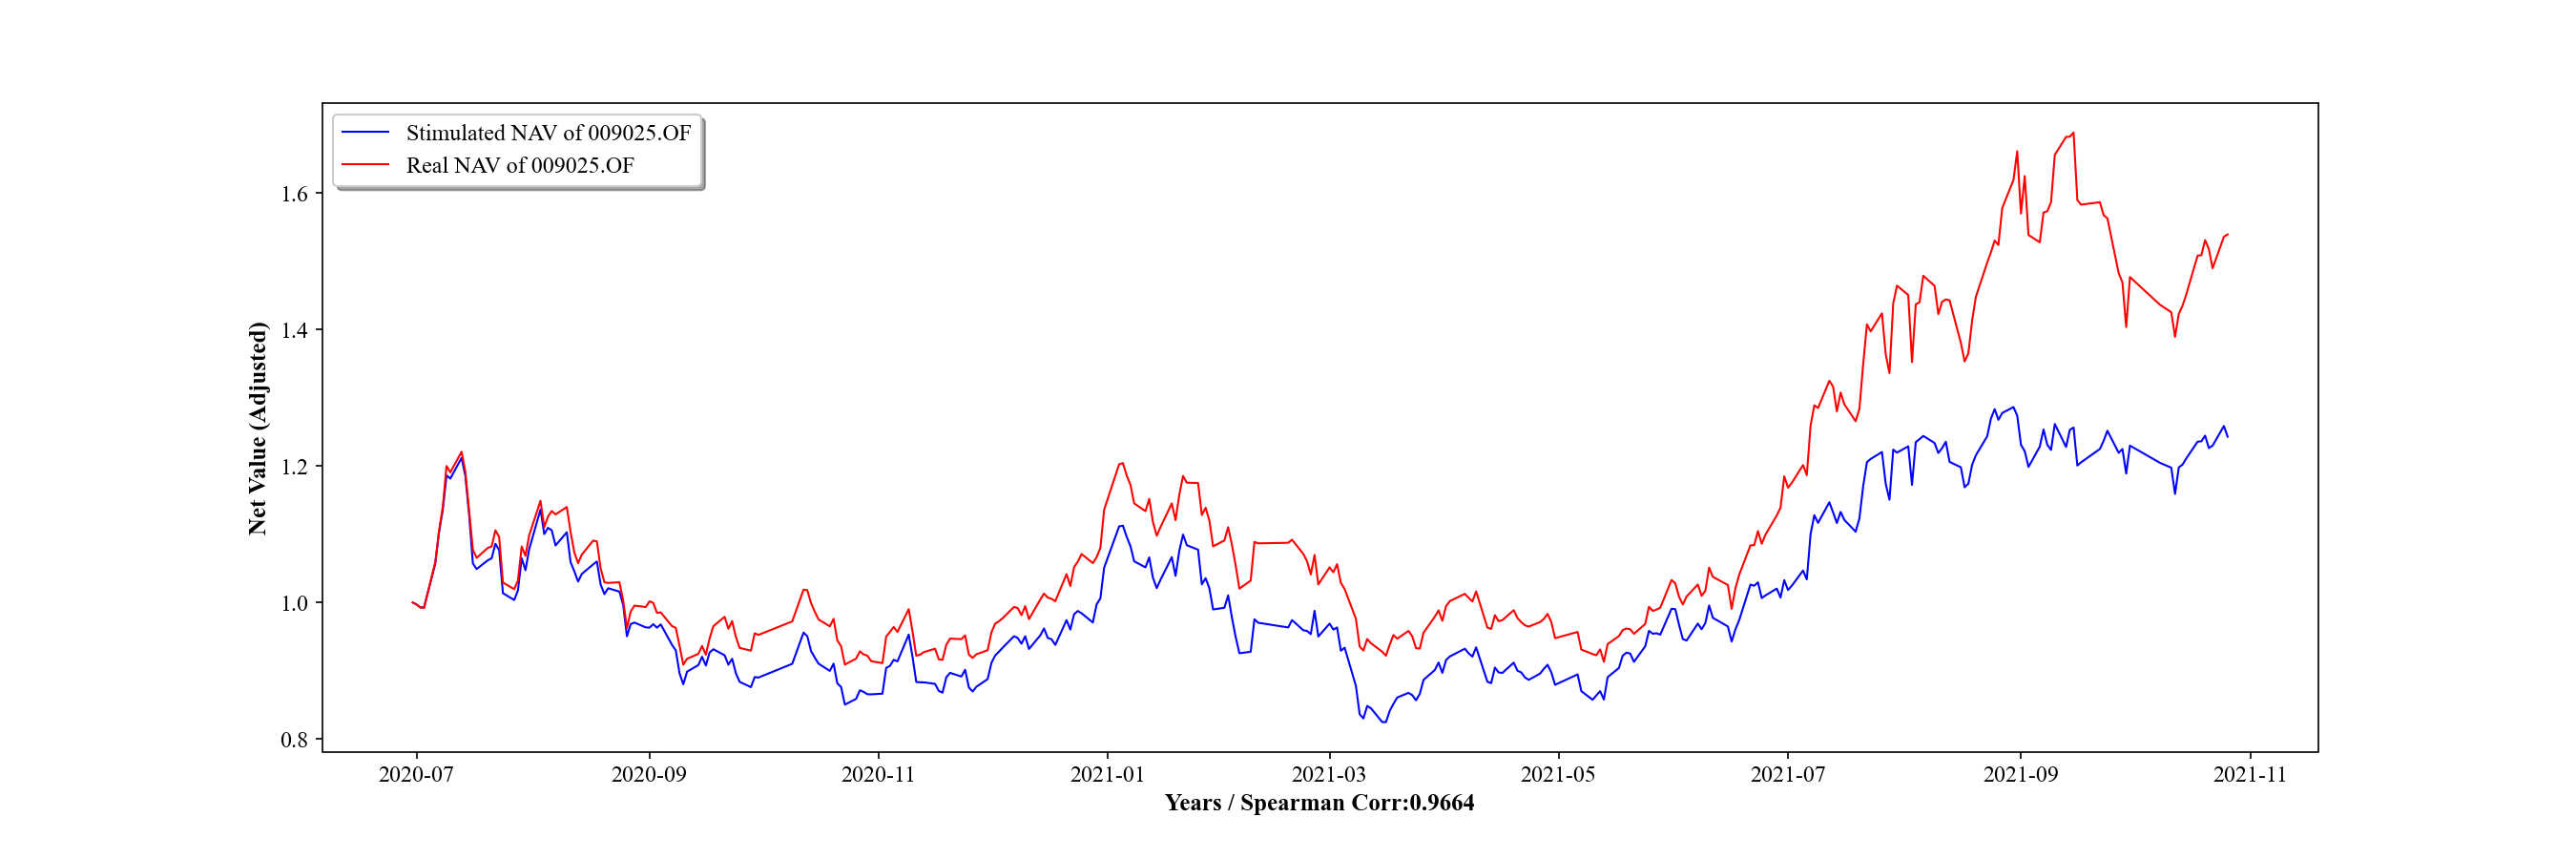 Stimulated NAV of 009025.OF
Real NAV of 009025.OF
Net Value (Adjusted)
1.6
1.4
1.2
1.0
0.8
2020-07 2020-09 2020-11 2021-01 2021-03 2021-05 2021-07 2021-09 2021-11
Years / Spearman Corr:0.9664